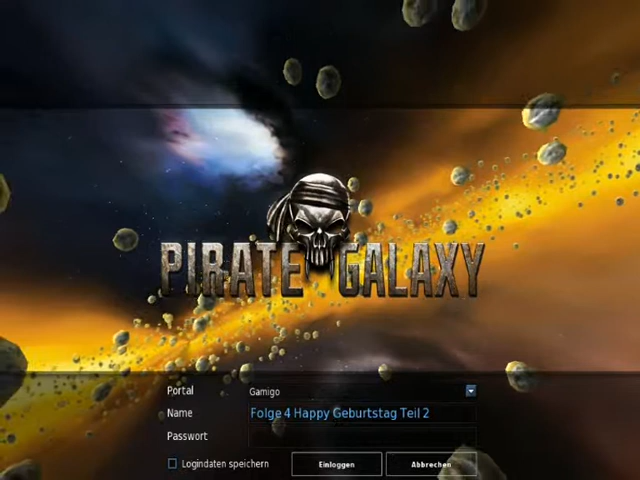 PIRATE GALAXY
Portal Gamigo
Name Folge 4 Happy Geburtstag Teil 2
Passwort
Logindaten speichern Einloggen Abbrechen